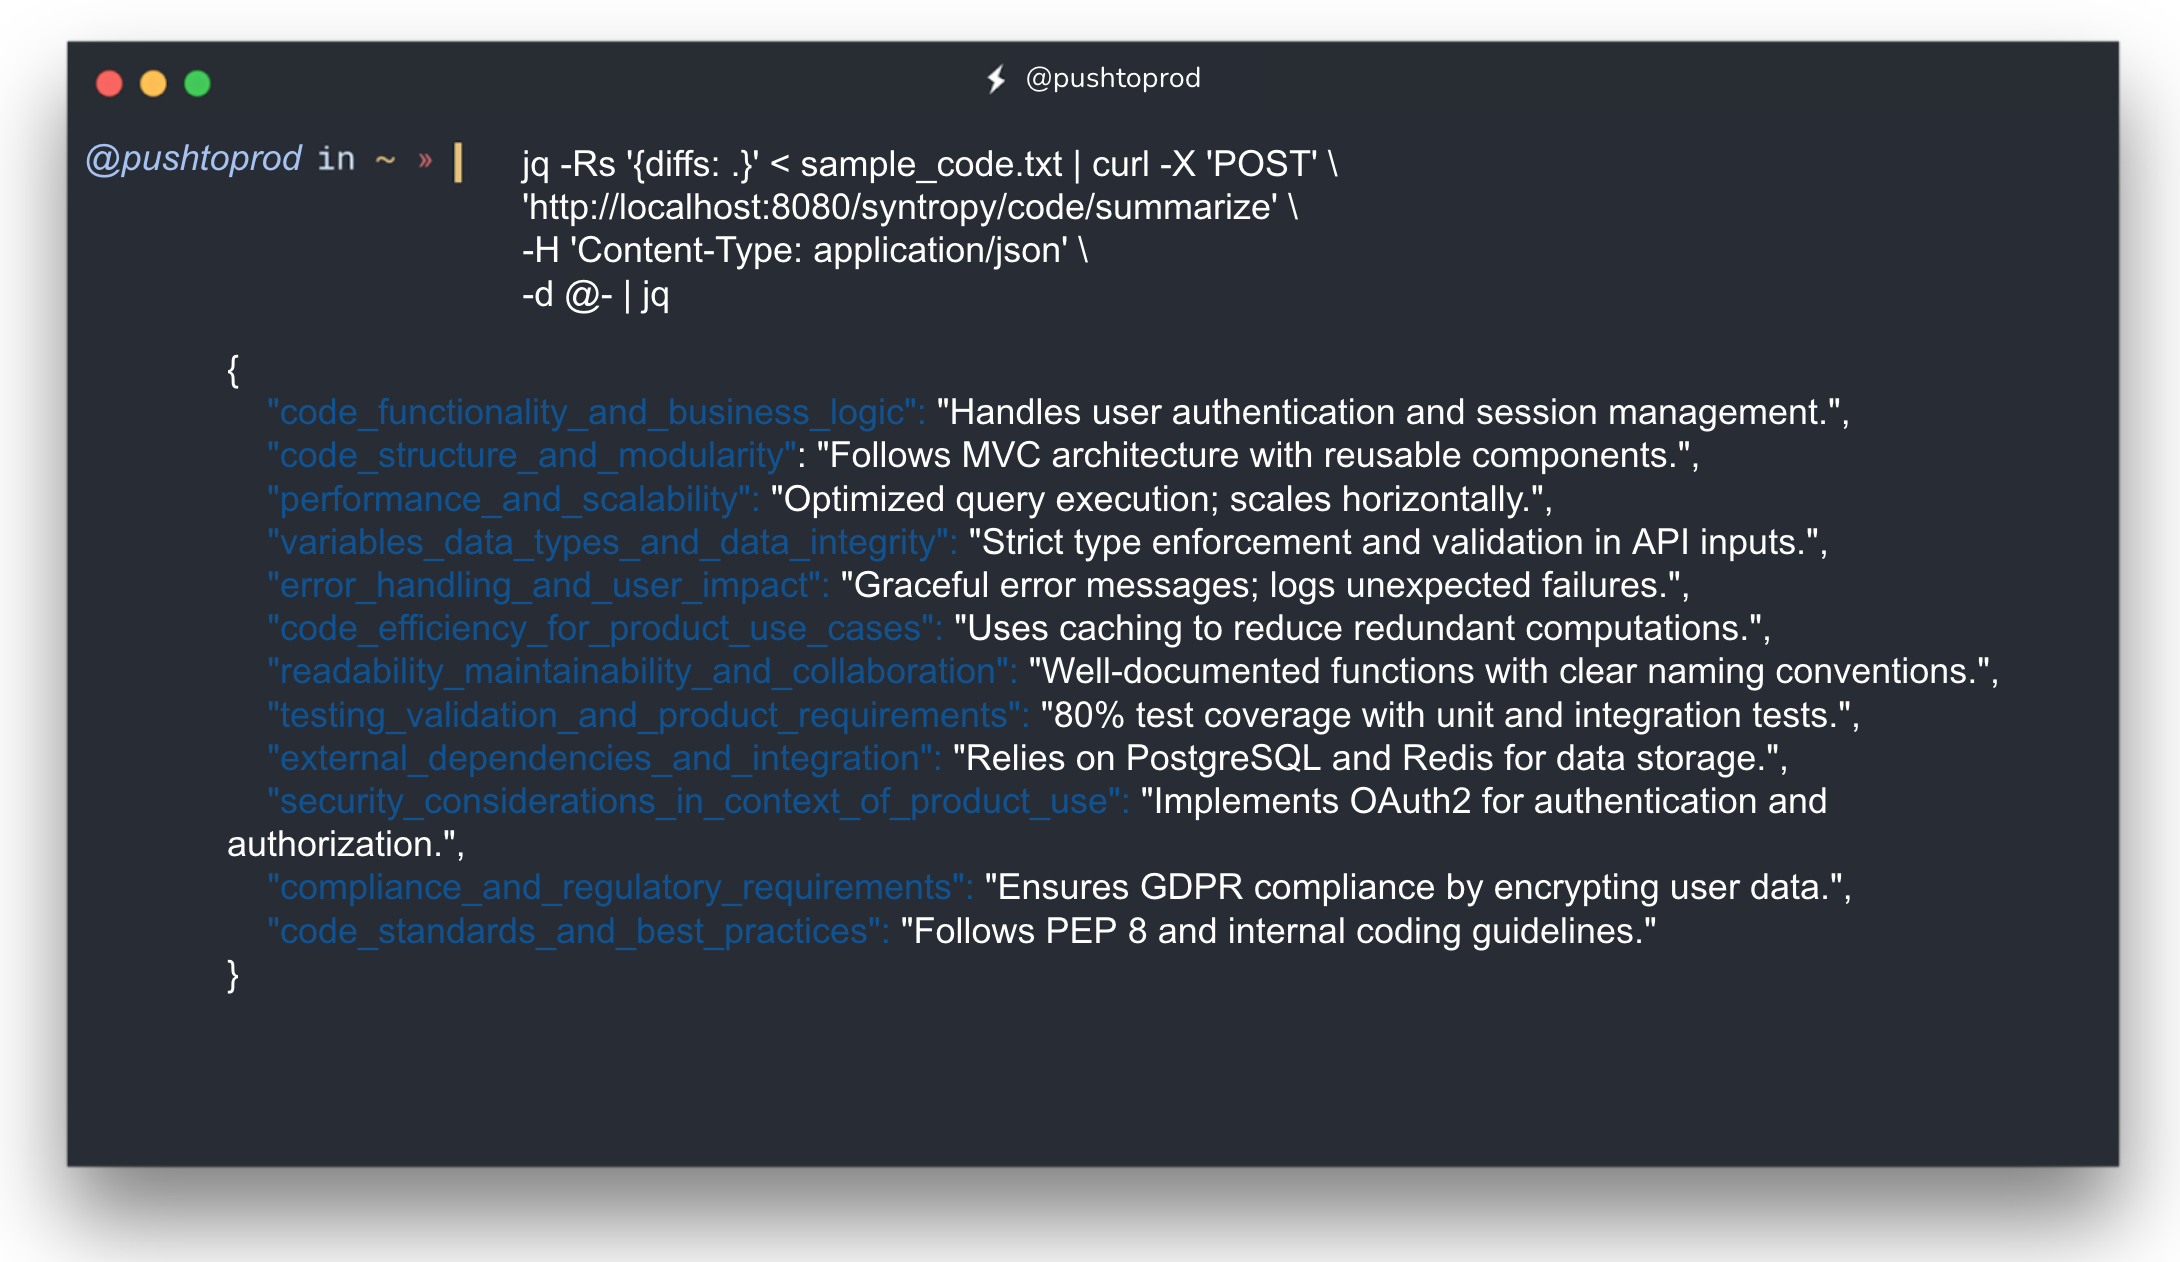 @pushtoprod
@pushtoprod in ~ » jq -Rs '{diffs: .}' < sample_code.txt | curl -X 'POST' \
'http://localhost:8080/syntropy/code/summarize' \
-H 'Content-Type: application/json' \
-d @- | jq
{
"code_functionality_and_business_logic": "Handles user authentication and session management.",
"code_structure_and_modularity": "Follows MVC architecture with reusable components.",
"performance_and_scalability": "Optimized query execution; scales horizontally.",
"variables_data_types_and_data_integrity": "Strict type enforcement and validation in API inputs.",
"error_handling_and_user_impact": "Graceful error messages; logs unexpected failures.",
"code_efficiency_for_product_use_cases": "Uses caching to reduce redundant computations.",
"readability_maintainability_and_collaboration": "Well-documented functions with clear naming conventions.",
"testing_validation_and_product_requirements": "80% test coverage with unit and integration tests.",
"external_dependencies_and_integration": "Relies on PostgreSQL and Redis for data storage.",
"security_considerations_in_context_of_product_use": "Implements OAuth2 for authentication and
authorization.",
"compliance_and_regulatory_requirements": "Ensures GDPR compliance by encrypting user data.",
"code_standards_and_best_practices": "Follows PEP 8 and internal coding guidelines."
}